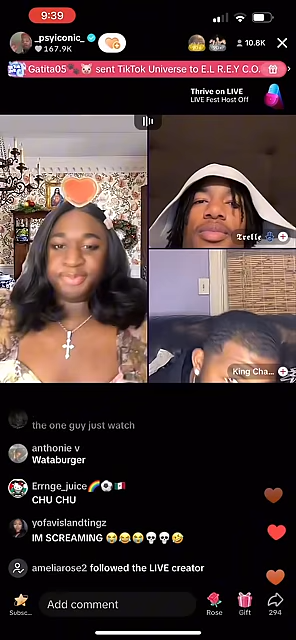 9:39
_psyiconic_
167.9K
10.8K
Gatita05🐾🐱 sent TikTok Universe to E.L R.E.Y C.O.
Thrive on LIVE
LIVE Fest Host Off
𝕿𝖗𝖊𝖑𝖑𝖊
King Cha...
the one guy just watch
anthonie v
Wataburger
Errnge_juice🌈⚽🇲🇽
CHU CHU
yofavislandtingz
IM SCREAMING 😂😂😭💀💀🤣
ameliarose2 followed the LIVE creator
Subsc...
Add comment
Rose
Gift
294